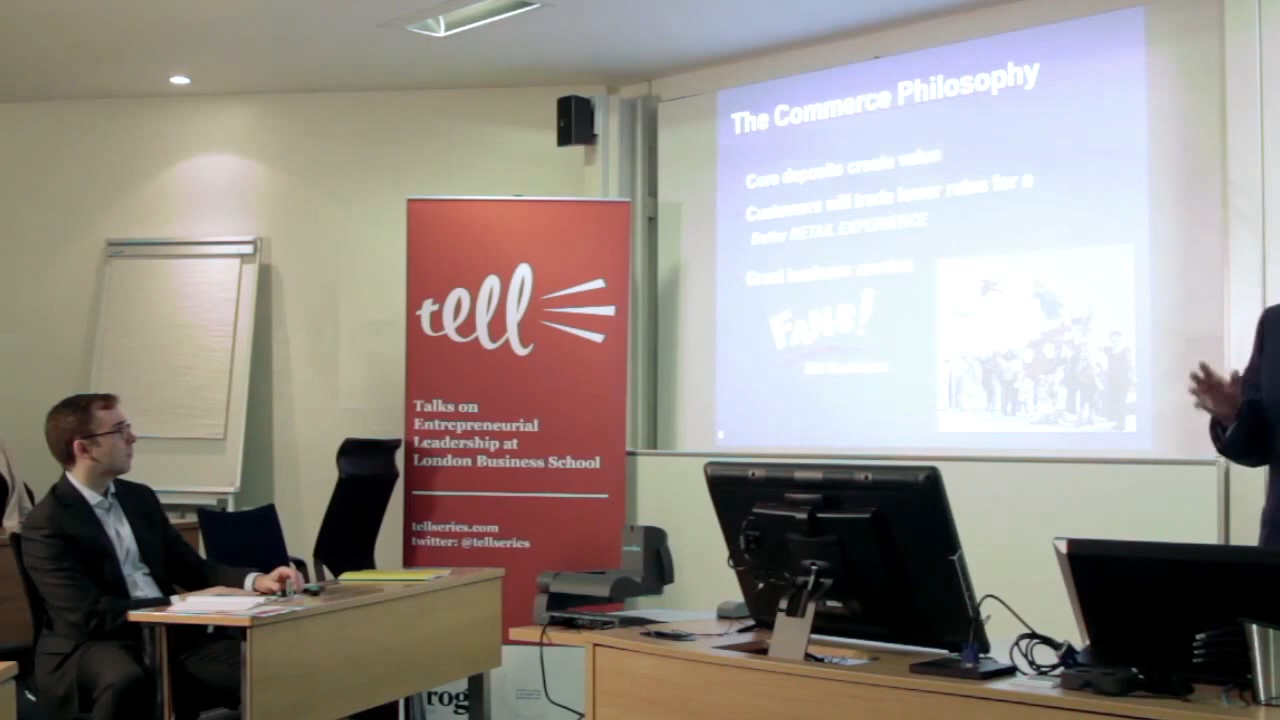 The Commerce Philosophy
Core deposits create value
Customers will trade lower rates for a
Better RETAIL EXPERIENCE
Great business creates
FANS!
tell
Talks on
Entrepreneurial
Leadership at
London Business School
tellseries.com
twitter: @tellseries
rog